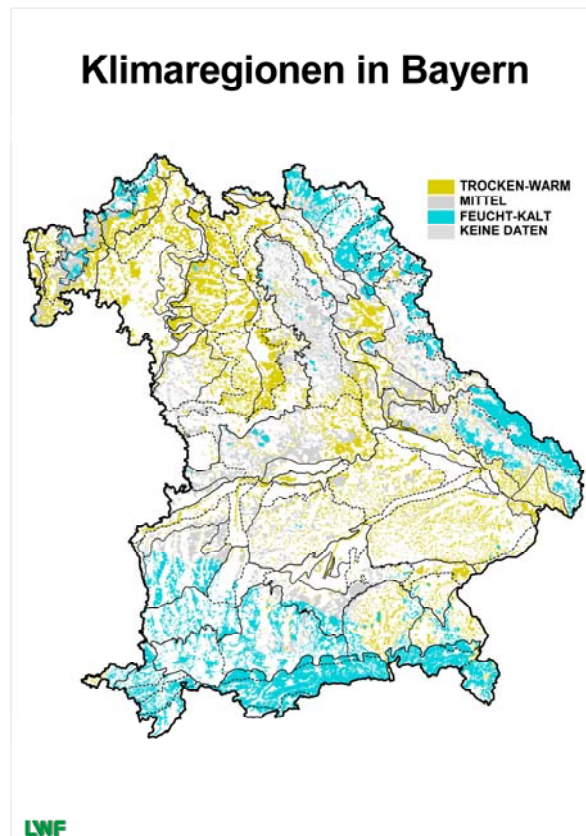 Klimaregionen in Bayern
TROCKEN-WARM
MITTEL
FEUCHT-KALT
KEINE DATEN
LWF